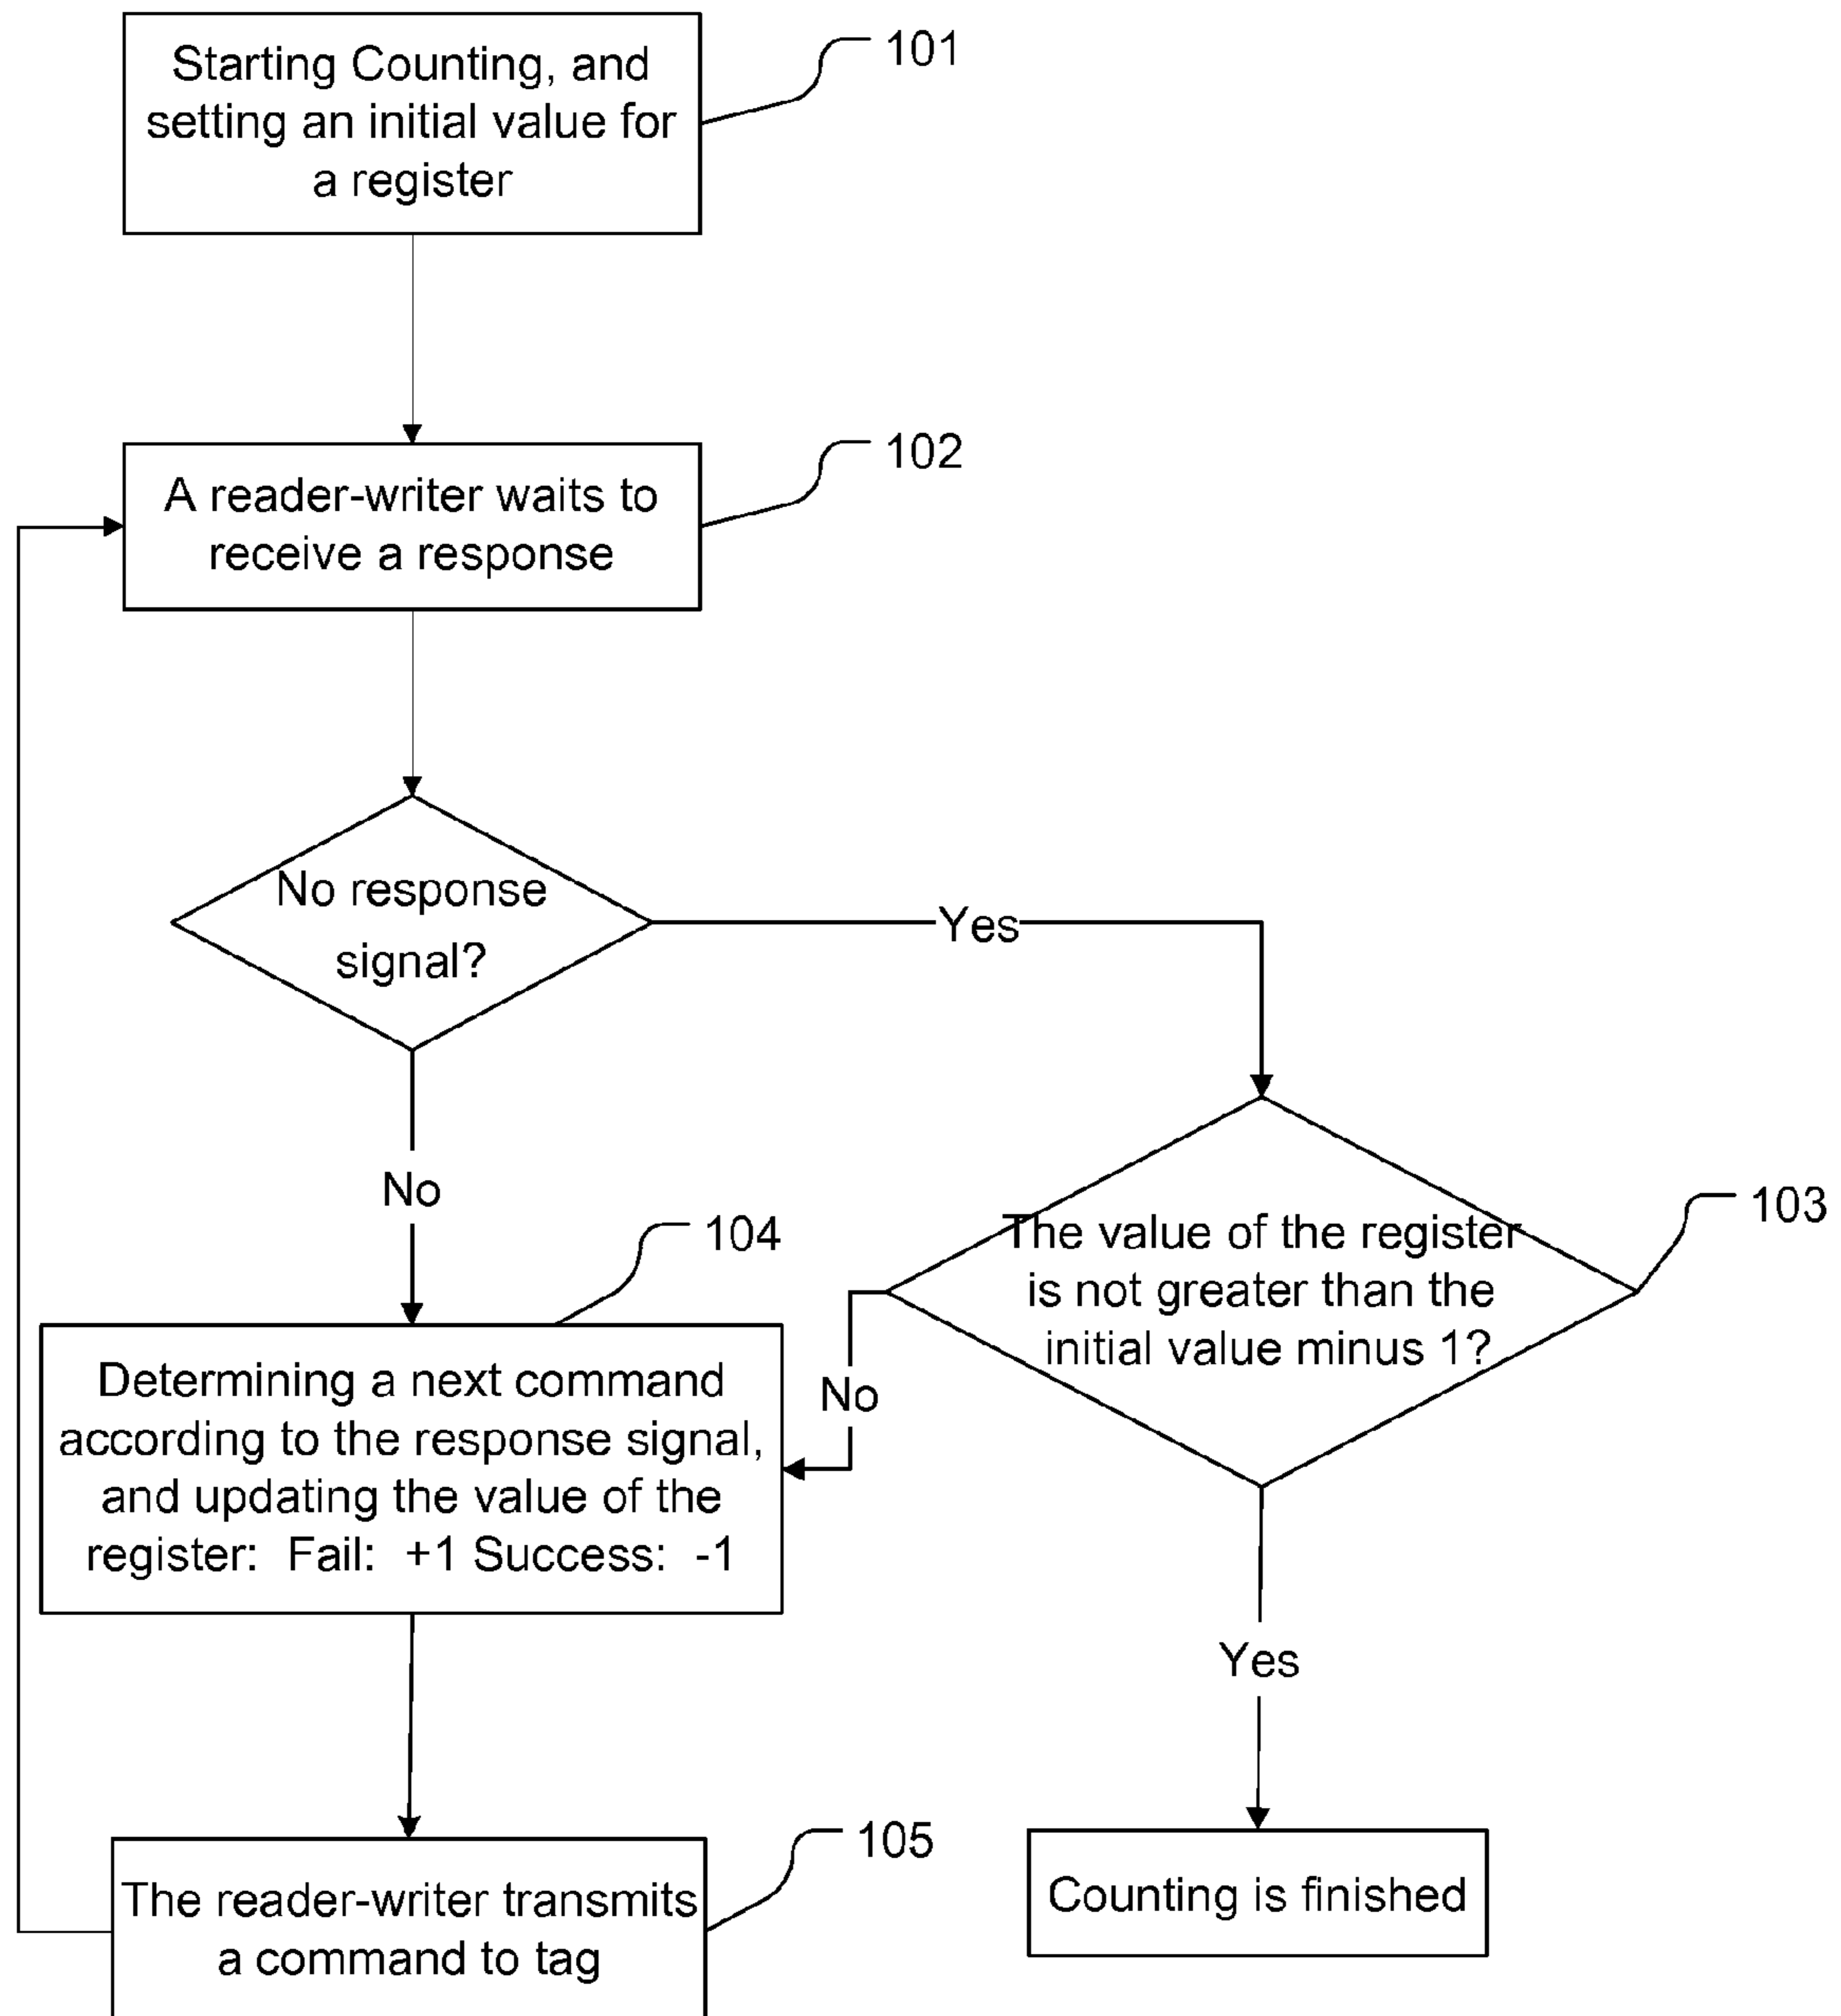 Starting Counting, and
setting an initial value for
a register
101
A reader-writer waits to
receive a response
102
No response
signal?
Yes
No
The value of the register
is not greater than the
initial value minus 1?
103
No
104
Determining a next command
according to the response signal,
and updating the value of the
register: Fail: +1 Success: -1
Yes
The reader-writer transmits
a command to tag
105
Counting is finished